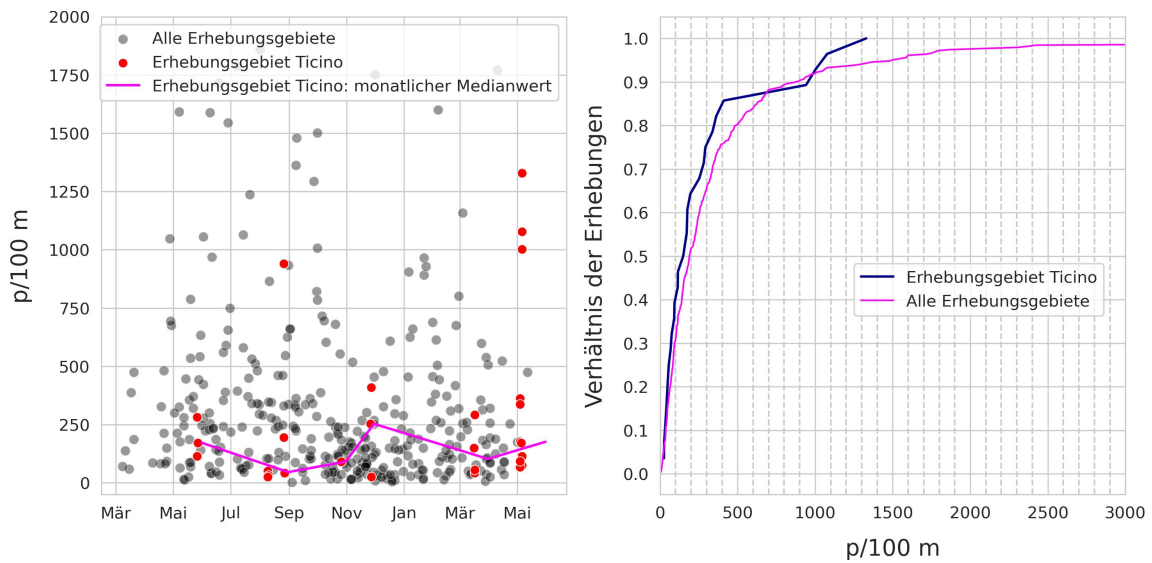 2000
1750
1500
1250
1000
750
500
250
0
p/100 m
Alle Erhebungsgebiete
Erhebungsgebiet Ticino
Erhebungsgebiet Ticino: monatlicher Medianwert
Mär Mai Jul Sep Nov Jan Mär Mai
1.0
0.9
0.8
0.7
0.6
0.5
0.4
0.3
0.2
0.1
0.0
Verhältnis der Erhebungen
Erhebungsgebiet Ticino
Alle Erhebungsgebiete
0 500 1000 1500 2000 2500 3000
p/100 m